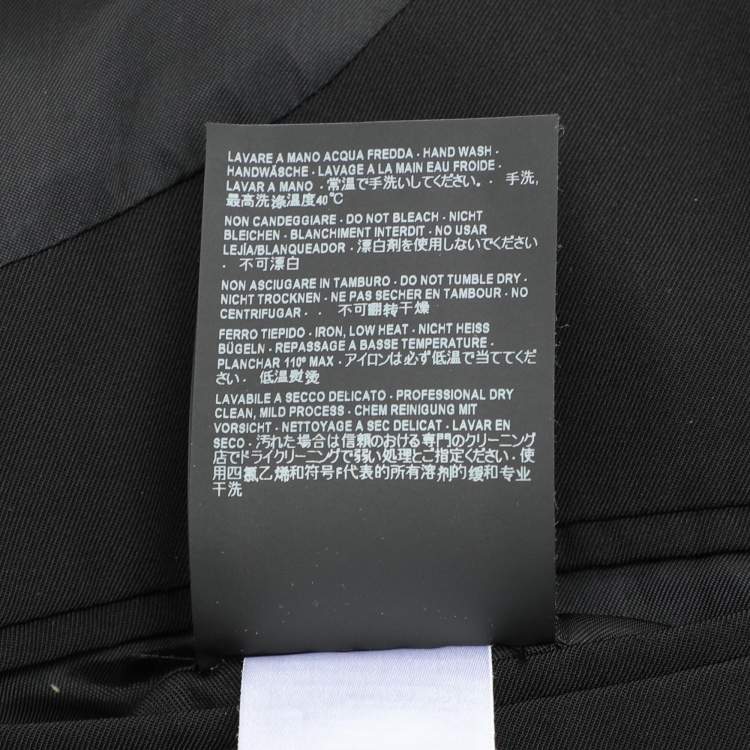 LAVARE A MANO ACQUA FREDDA - HAND WASH -
HANDWÄSCHE - LAVAGE A LA MAIN EAU FROIDE -
LAVAR A MANO - 常温で手洗いしてください。- 手洗,
最高洗涤温度40℃
NON CANDEGGIARE - DO NOT BLEACH - NICHT
BLEICHEN - BLANCHIMENT INTERDIT - NO USAR
LEJÍA/BLANQUEADOR - 漂白剤を使用しないでください
- 不可漂白
NON ASCIUGARE IN TAMBURO - DO NOT TUMBLE DRY -
NICHT TROCKNEN - NE PAS SECHER EN TAMBOUR - NO
CENTRIFUGAR - - 不可翻转干燥
FERRO TIEPIDO - IRON, LOW HEAT - NICHT HEISS
BÜGELN - REPASSAGE A BASSE TEMPERATURE -
PLANCHAR 110° MAX - アイロンは必ず低温で当ててくだ
さい. 低温熨烫
LAVABILE A SECCO DELICATO - PROFESSIONAL DRY
CLEAN, MILD PROCESS - CHEM REINIGUNG MIT
VORSICHT - NETTOYAGE A SEC DELICAT - LAVAR EN
SECO - 汚れた場合は信頼のおける専門のクリーニング
店でドライクリーニングで弱い処理とご指定ください. 使
用四氯乙烯和符号F代表的所有溶剂的缓和专业
干洗